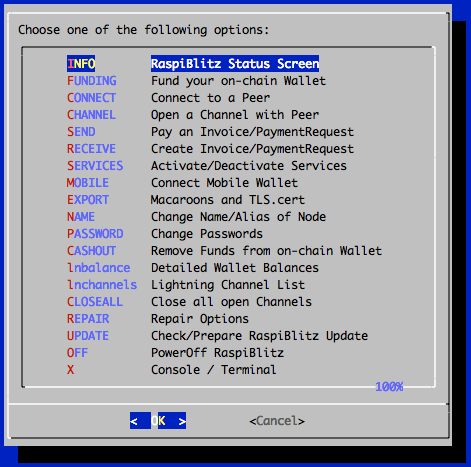 Choose one of the following options:
INFO RaspiBlitz Status Screen
FUNDING Fund your on-chain Wallet
CONNECT Connect to a Peer
CHANNEL Open a Channel with Peer
SEND Pay an Invoice/PaymentRequest
RECEIVE Create Invoice/PaymentRequest
SERVICES Activate/Deactivate Services
MOBILE Connect Mobile Wallet
EXPORT Macaroons and TLS.cert
NAME Change Name/Alias of Node
PASSWORD Change Passwords
CASHOUT Remove Funds from on-chain Wallet
lnbalance Detailed Wallet Balances
lnchannels Lightning Channel List
CLOSEALL Close all open Channels
REPAIR Repair Options
UPDATE Check/Prepare RaspiBlitz Update
OFF PowerOff RaspiBlitz
X Console / Terminal
100%
< OK > <Cancel>